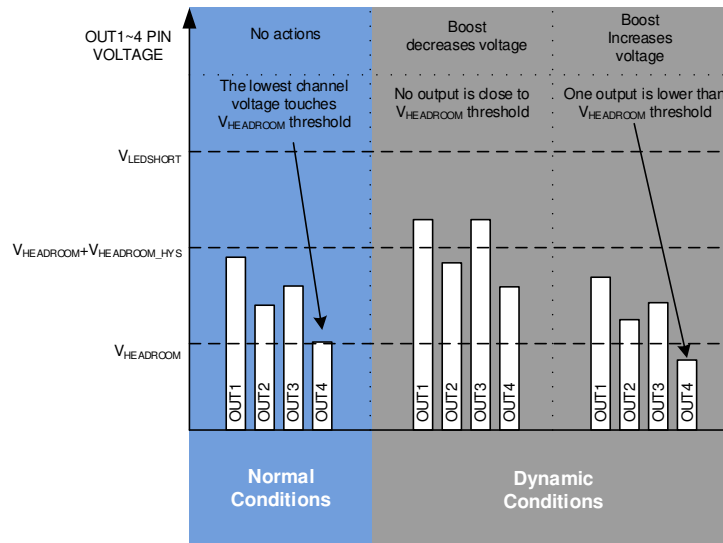 OUT1~4 PIN
VOLTAGE
No actions
Boost
decreases voltage
Boost
Increases
voltage
The lowest channel
voltage touches
VHEADROOM threshold
No output is close to
VHEADROOM threshold
One output is lower than
VHEADROOM threshold
VLEDSHORT
VHEADROOM+VHEADROOM_HYS
VHEADROOM
OUT1
OUT2
OUT3
OUT4
OUT1
OUT2
OUT3
OUT4
OUT1
OUT2
OUT3
OUT4
Normal
Conditions
Dynamic
Conditions